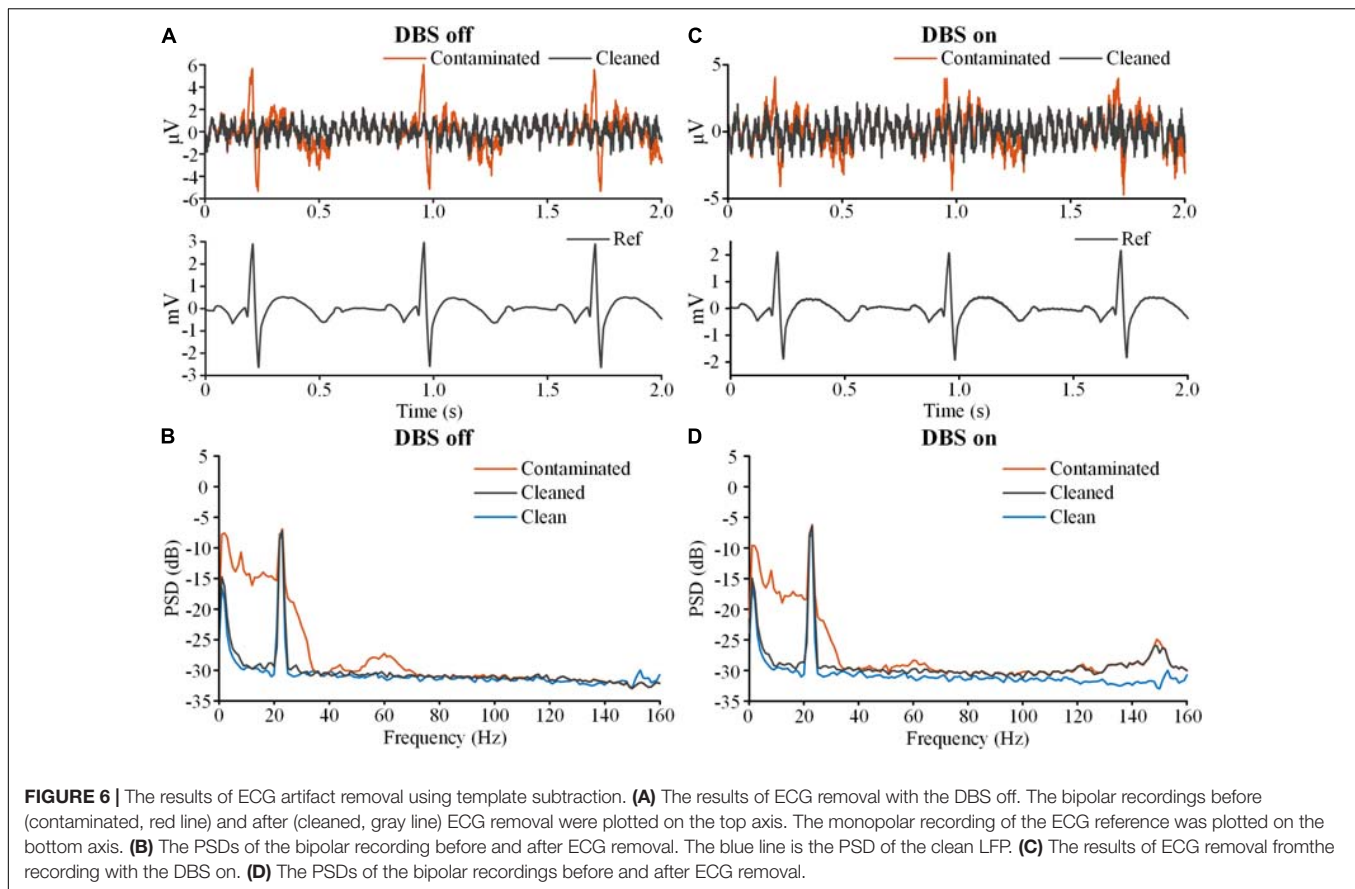 A
DBS off
Contaminated Cleaned
6
4
2
0
-2
-4
-6
µV
0 0.5 1.0 1.5 2.0
Ref
3
2
1
0
-1
-2
-3
mV
0 0.5 1.0 1.5 2.0
Time (s)
C
DBS on
Contaminated Cleaned
5
0
-5
µV
0 0.5 1.0 1.5 2.0
Ref
2
1
0
-1
-2
mV
0 0.5 1.0 1.5 2.0
Time (s)
B
DBS off
Contaminated
Cleaned
Clean
5
0
-5
-10
-15
-20
-25
-30
-35
PSD (dB)
0 20 40 60 80 100 120 140 160
Frequency (Hz)
D
DBS on
Contaminated
Cleaned
Clean
5
0
-5
-10
-15
-20
-25
-30
-35
PSD (dB)
0 20 40 60 80 100 120 140 160
Frequency (Hz)
FIGURE 6 | The results of ECG artifact removal using template subtraction. (A) The results of ECG removal with the DBS off. The bipolar recordings before
(contaminated, red line) and after (cleaned, gray line) ECG removal were plotted on the top axis. The monopolar recording of the ECG reference was plotted on the
bottom axis. (B) The PSDs of the bipolar recording before and after ECG removal. The blue line is the PSD of the clean LFP. (C) The results of ECG removal fromthe
recording with the DBS on. (D) The PSDs of the bipolar recordings before and after ECG removal.